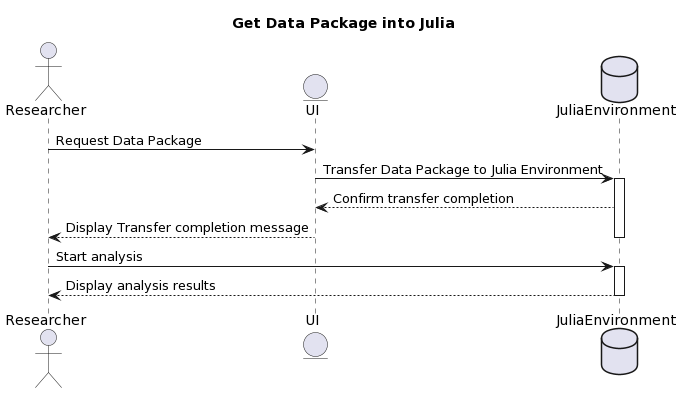 Get Data Package into Julia
Researcher
UI
JuliaEnvironment
Request Data Package
Transfer Data Package to Julia Environment
Confirm transfer completion
Display Transfer completion message
Start analysis
Display analysis results
Researcher
UI
JuliaEnvironment